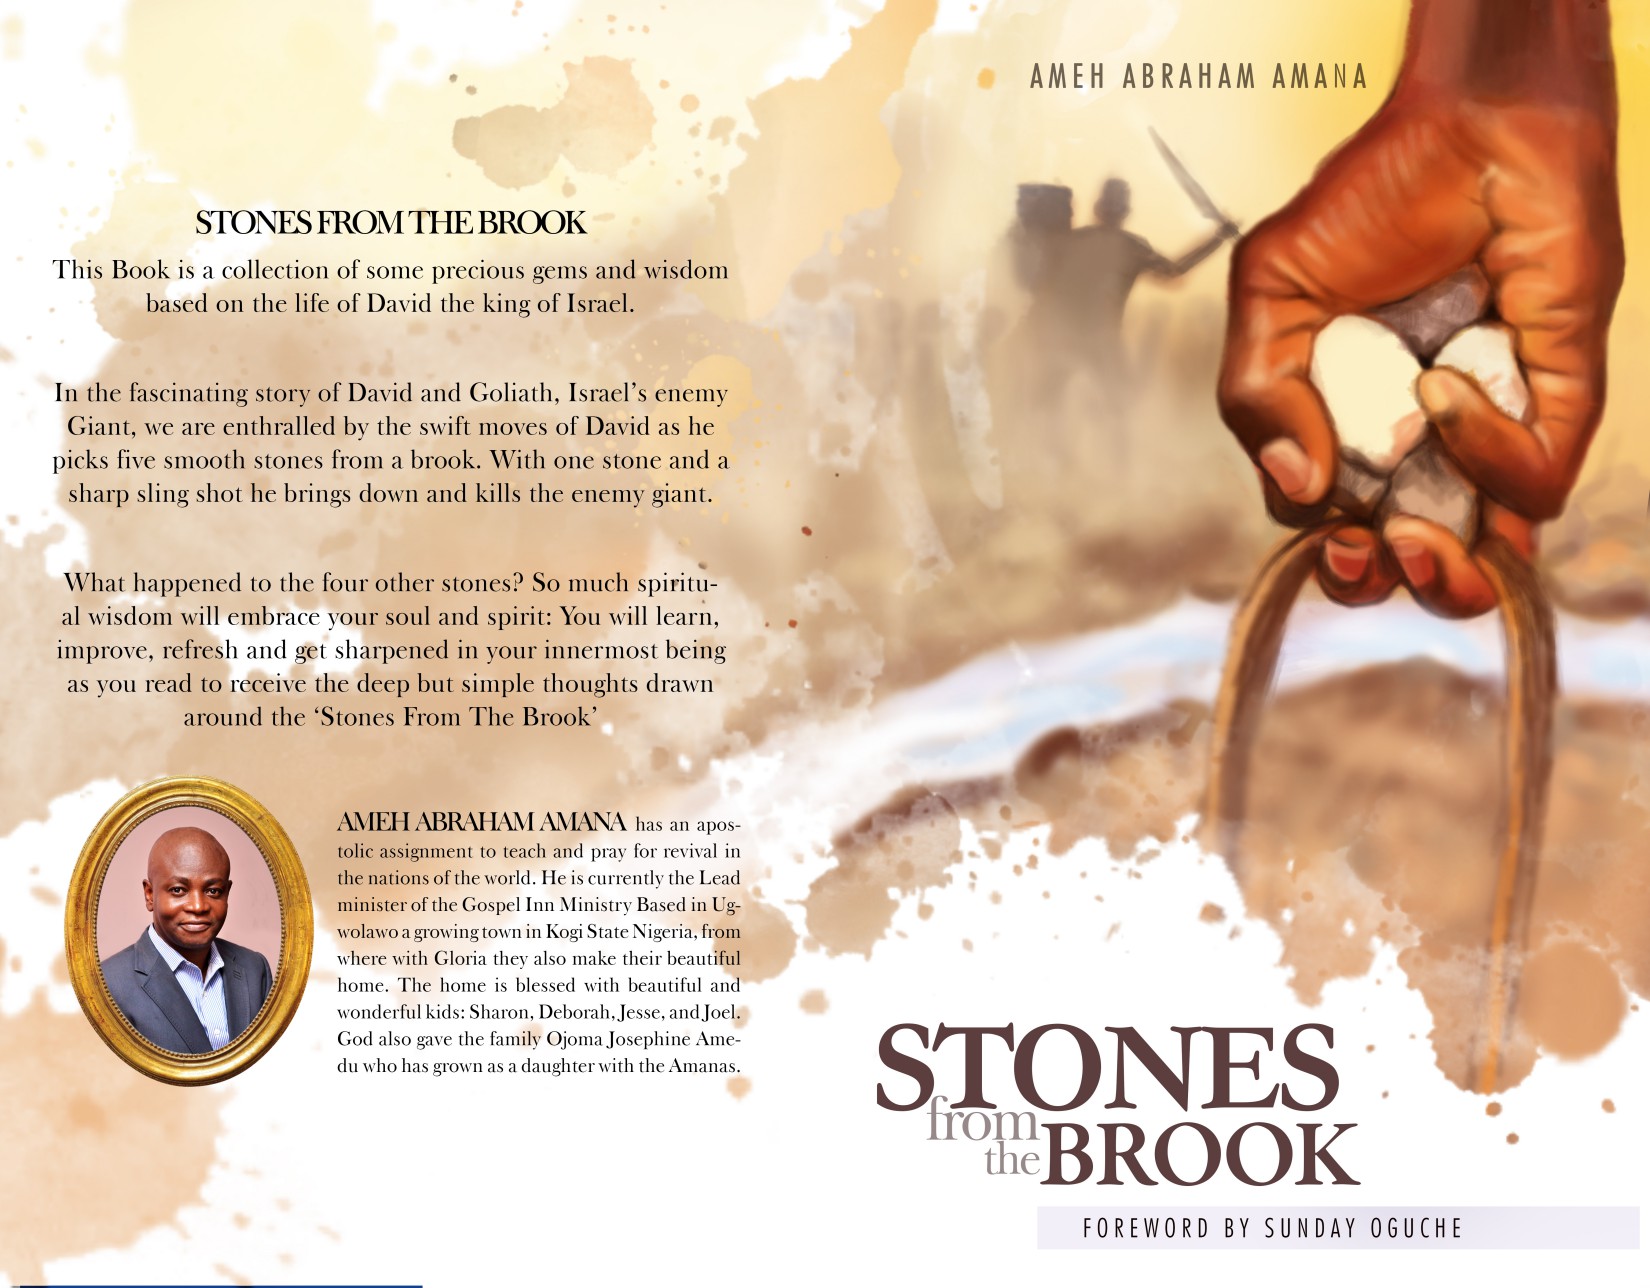 STONES FROM THE BROOK
This Book is a collection of some precious gems and wisdom
based on the life of David the king of Israel.
In the fascinating story of David and Goliath, Israel’s enemy
Giant, we are enthralled by the swift moves of David as he
picks five smooth stones from a brook. With one stone and a
sharp sling shot he brings down and kills the enemy giant.
What happened to the four other stones? So much spiritu-
al wisdom will embrace your soul and spirit: You will learn,
improve, refresh and get sharpened in your innermost being
as you read to receive the deep but simple thoughts drawn
around the ‘Stones From The Brook’
AMEH ABRAHAM AMANA has an apos-
tolic assignment to teach and pray for revival in
the nations of the world. He is currently the Lead
minister of the Gospel Inn Ministry Based in Ug-
wolawo a growing town in Kogi State Nigeria, from
where with Gloria they also make their beautiful
home. The home is blessed with beautiful and
wonderful kids: Sharon, Deborah, Jesse, and Joel.
God also gave the family Ojoma Josephine Ame-
du who has grown as a daughter with the Amanas.
AMEH ABRAHAM AMANA
STONES
from
the BROOK
FOREWORD BY SUNDAY OGUCHE